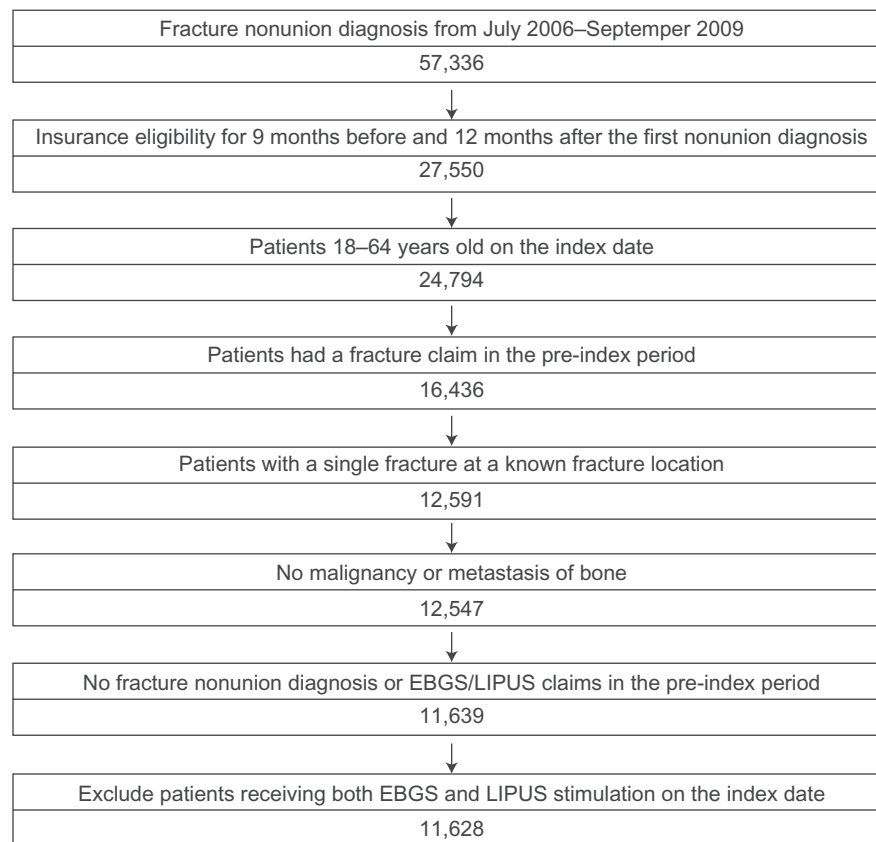 Fracture nonunion diagnosis from July 2006–Septemper 2009
57,336
Insurance eligibility for 9 months before and 12 months after the first nonunion diagnosis
27,550
Patients 18–64 years old on the index date
24,794
Patients had a fracture claim in the pre-index period
16,436
Patients with a single fracture at a known fracture location
12,591
No malignancy or metastasis of bone
12,547
No fracture nonunion diagnosis or EBGS/LIPUS claims in the pre-index period
11,639
Exclude patients receiving both EBGS and LIPUS stimulation on the index date
11,628